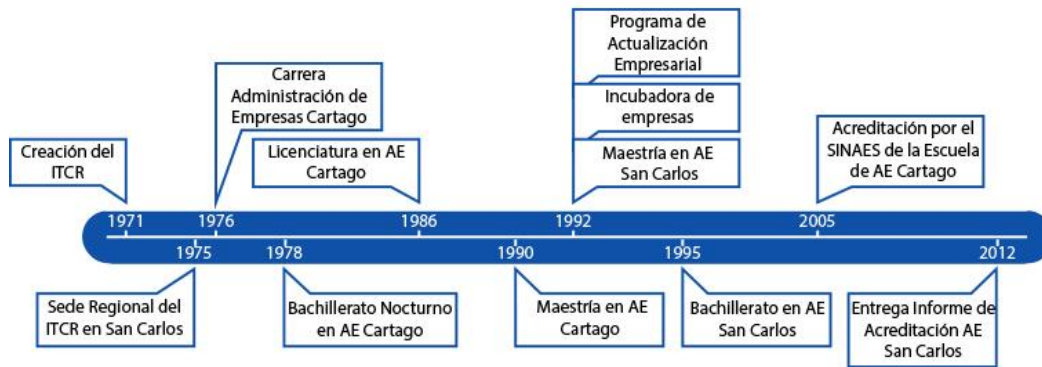 Programa de
Actualización
Empresarial
Carrera
Administración de
Empresas Cartago
Incubadora de
empresas
Creación del
ITCR
Licenciatura en AE
Cartago
Maestría en AE
San Carlos
Acreditación por el
SINAES de la Escuela
de AE Cartago
1971
1976
1986
1992
2005
1975
1978
1990
1995
2012
Sede Regional del
ITCR en San Carlos
Bachillerato Nocturno
en AE Cartago
Maestría en AE
Cartago
Bachillerato en AE
San Carlos
Entrega Informe de
Acreditación AE
San Carlos